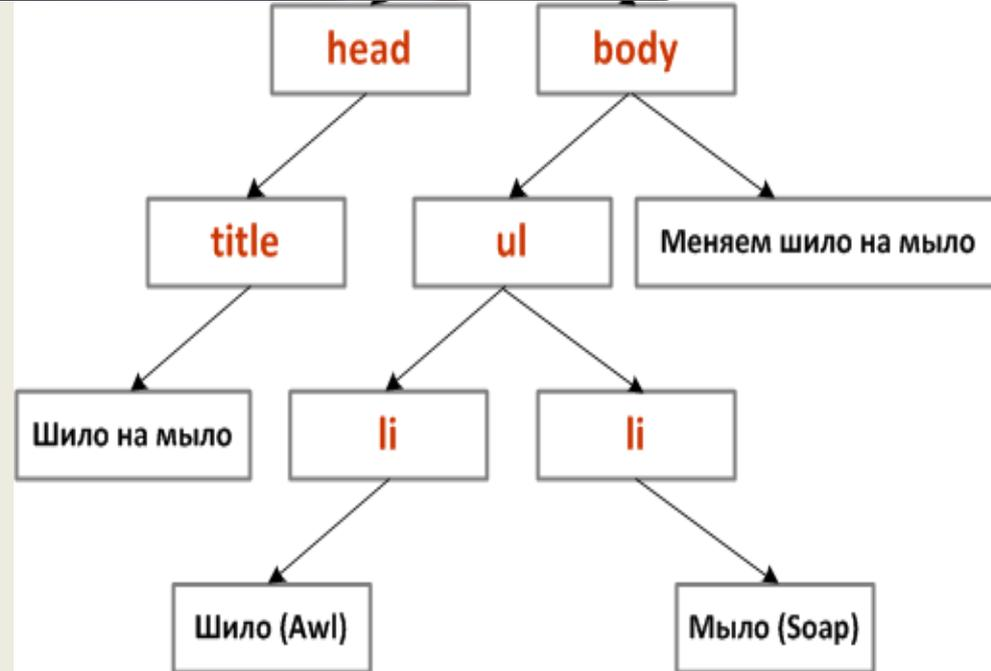 head
body
title
ul
Меняем шило на мыло
Шило на мыло
li
li
Шило (Awl)
Мыло (Soap)